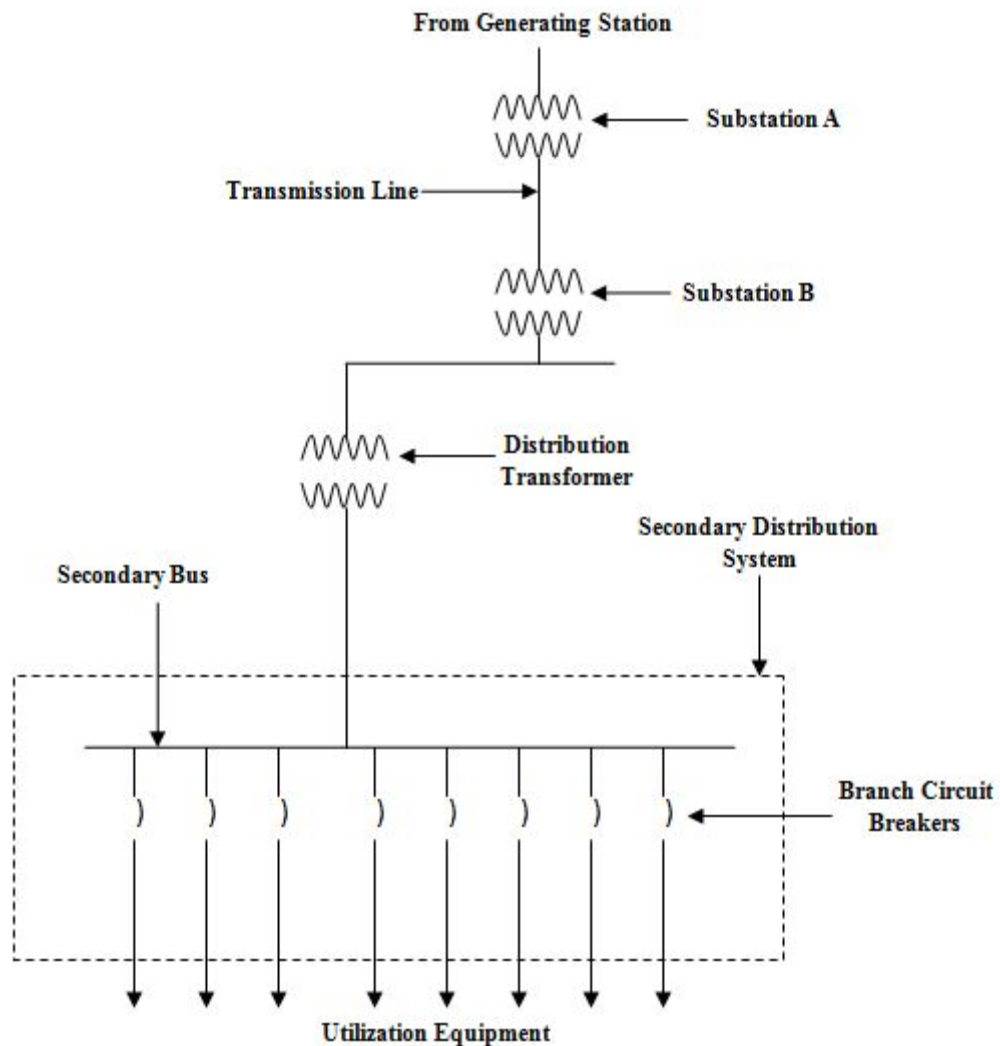 From Generating Station
Substation A
Transmission Line
Substation B
Distribution
Transformer
Secondary Distribution
System
Secondary Bus
Branch Circuit
Breakers
Utilization Equipment